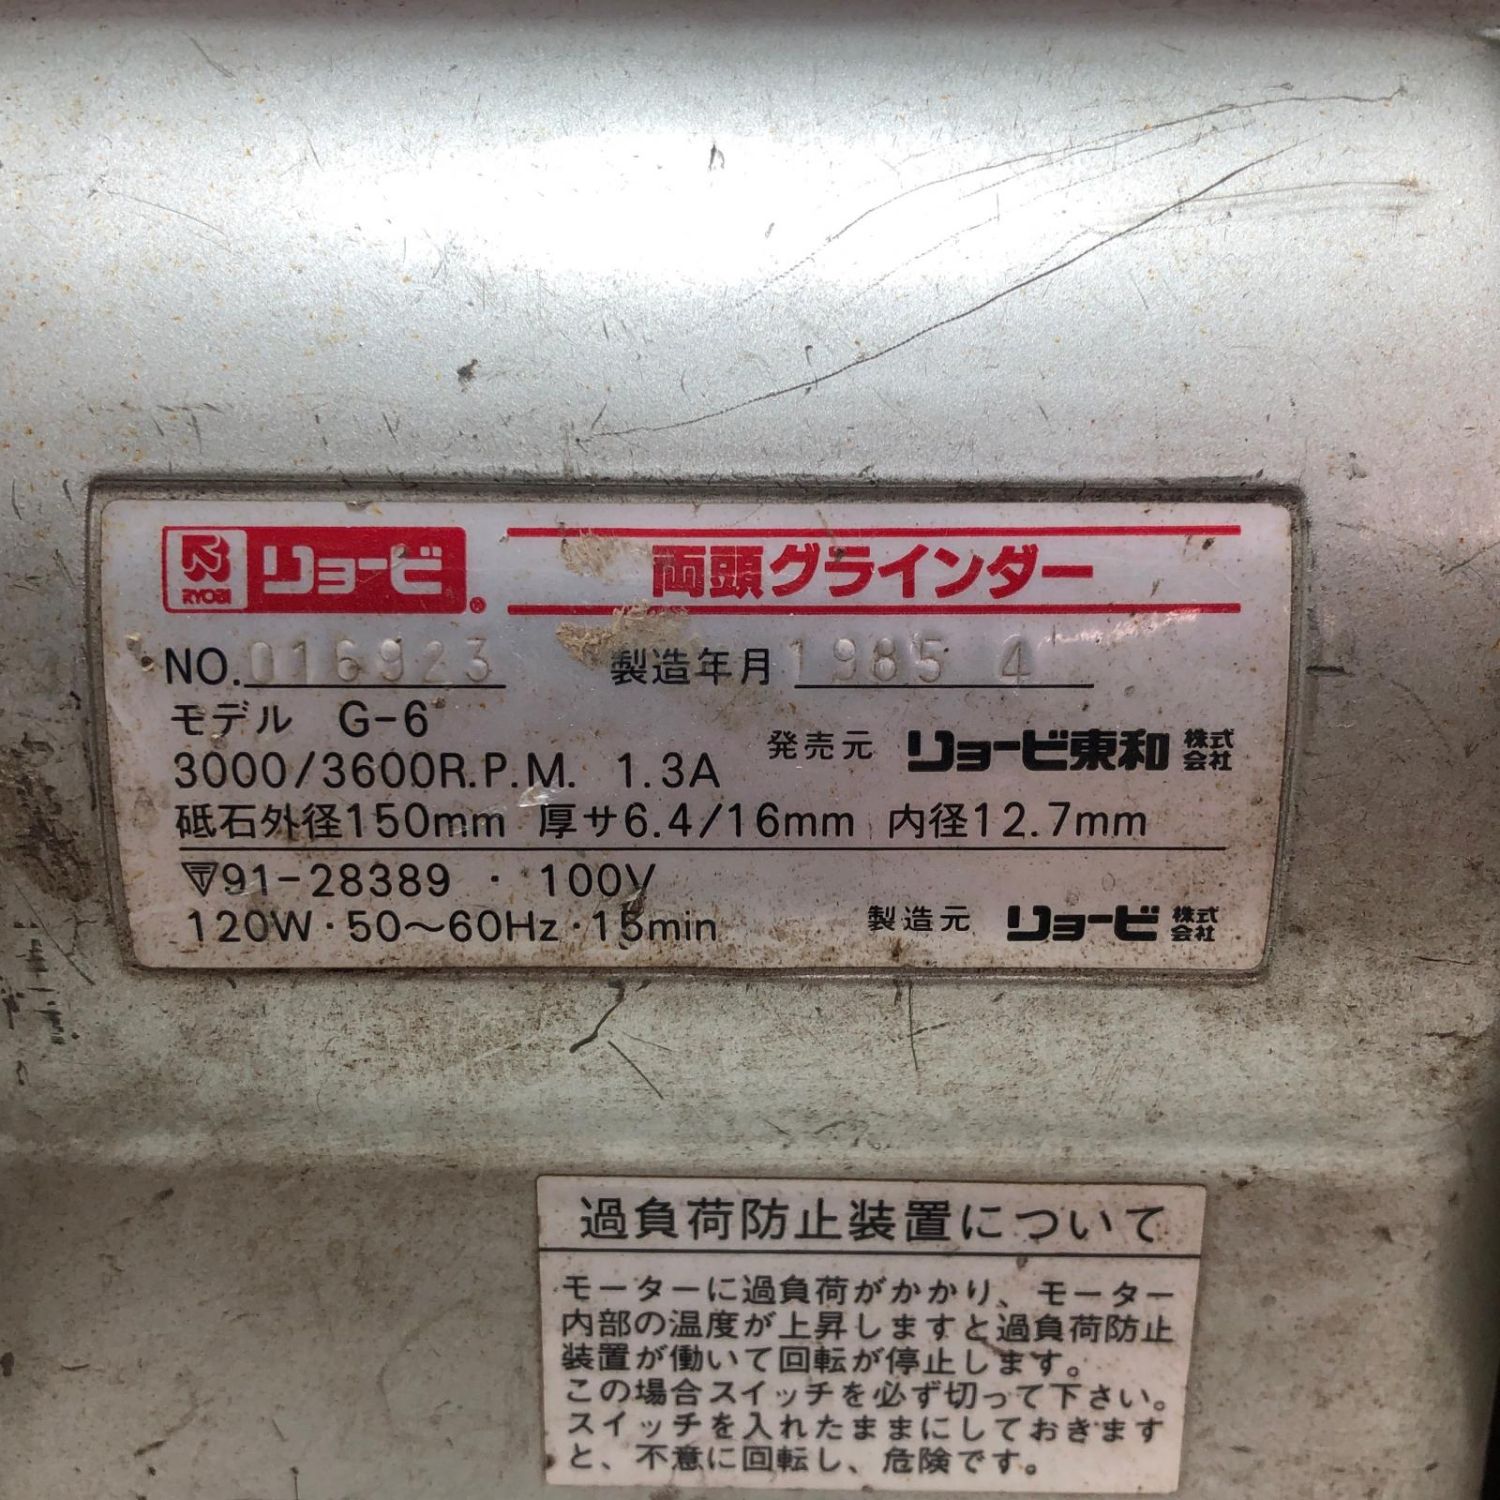 RYOBI リョービ® 両頭グラインダー
NO. 016923 製造年月 1985 4
モデル G-6
3000/3600R.P.M. 1.3A 発売元 リョービ東和株式会社
砥石外径150mm 厚サ6.4/16mm 内径12.7mm
91-28389 · 100V
120W·50〜60Hz·15min 製造元 リョービ株式会社
過負荷防止装置について
モーターに過負荷がかかり、モーター
内部の温度が上昇しますと過負荷防止
装置が働いて回転が停止します。
この場合スイッチを必ず切って下さい。
スイッチを入れたままにしておきます
と、不意に回転し、危険です。